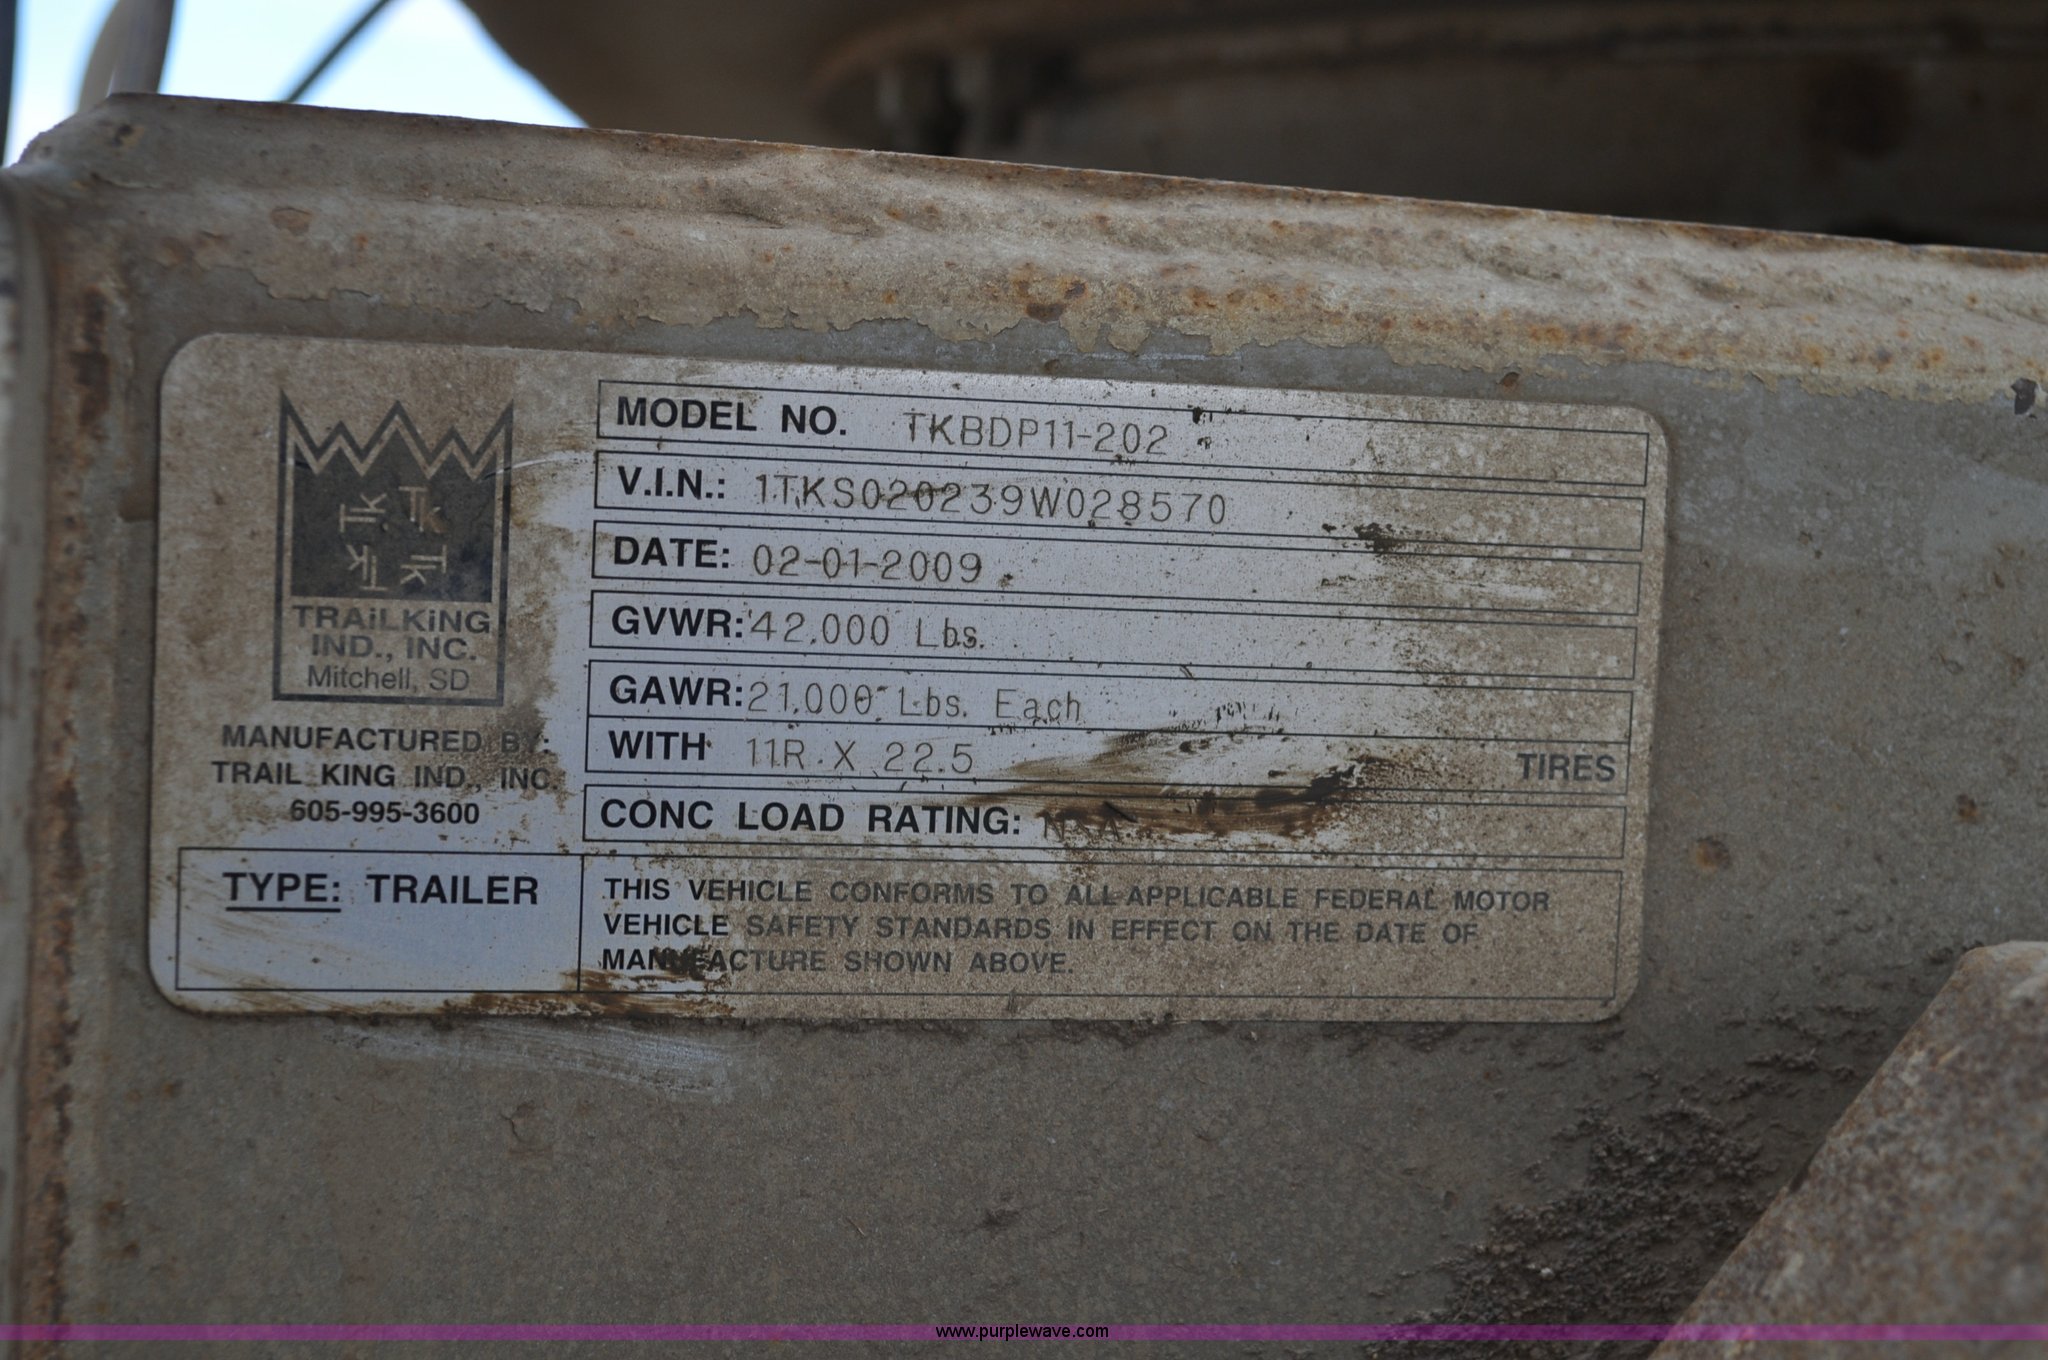 TRAiLKiNG
IND., INC.
Mitchell, SD
MANUFACTURED BY:
TRAIL KING IND., INC.
605-995-3600
TYPE: TRAILER
MODEL NO. TKBDP11-202
V.I.N.: 1TKS020239W028570
DATE: 02-01-2009
GVWR: 42,000 Lbs.
GAWR: 21,000 Lbs. Each
WITH 11R X 22.5 TIRES
CONC LOAD RATING: N/A
THIS VEHICLE CONFORMS TO ALL APPLICABLE FEDERAL MOTOR
VEHICLE SAFETY STANDARDS IN EFFECT ON THE DATE OF
MANUFACTURE SHOWN ABOVE.
www.purplewave.com